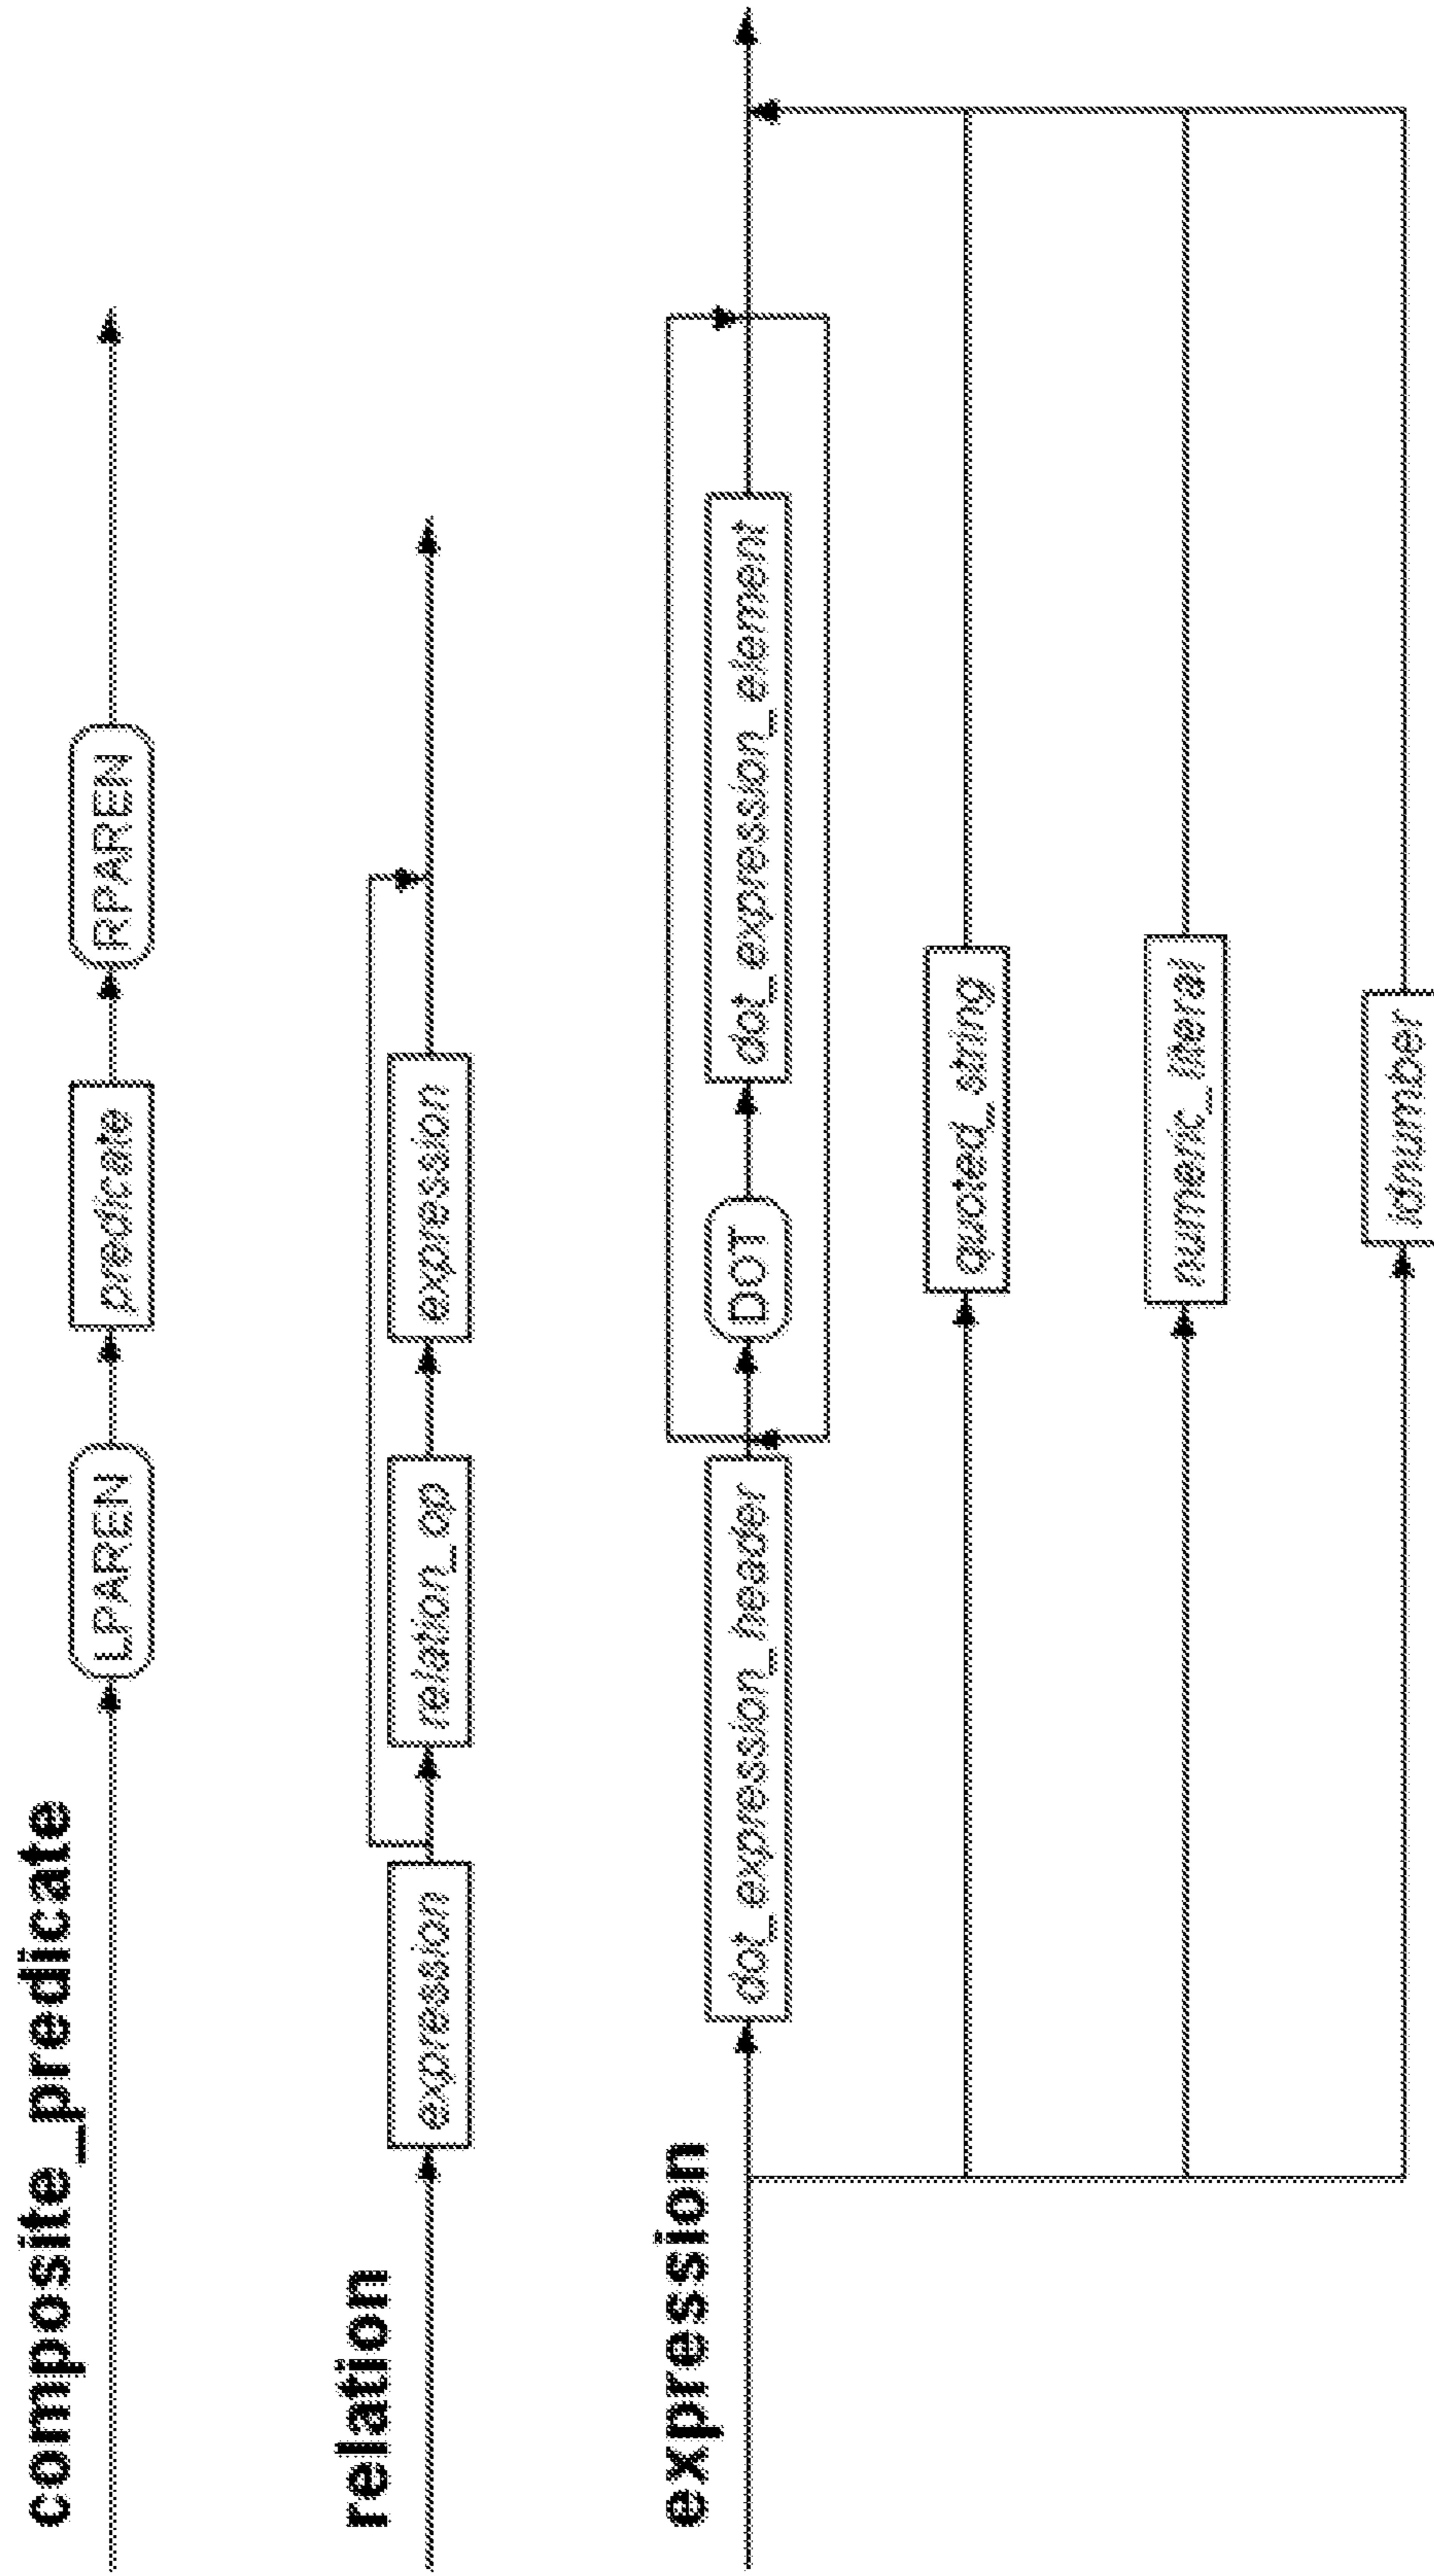 composite_predicate
LPAREN predicate RPAREN
relation
expression relation_op expression
expression
dot_expression_header DOT dot_expression_element
quoted_string
numeric_literal
idnumber